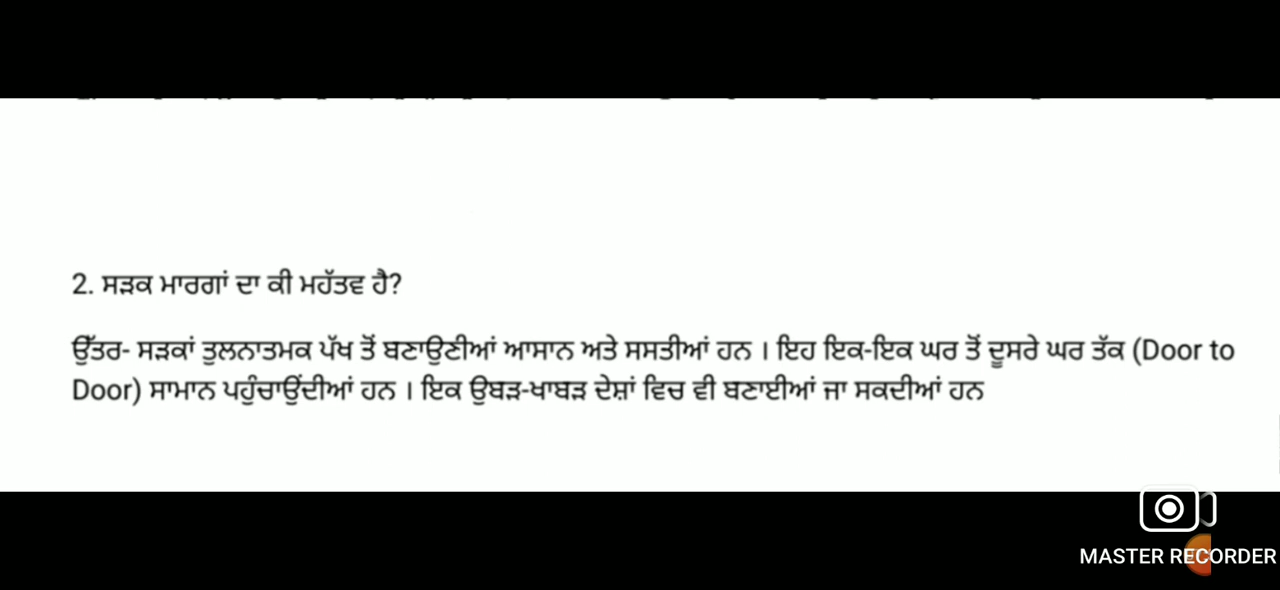 2. ਸੜਕ ਮਾਰਗਾਂ ਦਾ ਕੀ ਮਹੱਤਵ ਹੈ?
ਉੱਤਰ- ਸੜਕਾਂ ਤੁਲਨਾਤਮਕ ਪੱਖ ਤੋਂ ਬਣਾਉਣੀਆਂ ਆਸਾਨ ਅਤੇ ਸਸਤੀਆਂ ਹਨ । ਇਹ ਇਕ-ਇਕ ਘਰ ਤੋਂ ਦੂਸਰੇ ਘਰ ਤੱਕ (Door to
Door) ਸਾਮਾਨ ਪਹੁੰਚਾਉਂਦੀਆਂ ਹਨ । ਇਕ ਉਬੜ-ਖਾਬੜ ਦੇਸ਼ਾਂ ਵਿਚ ਵੀ ਬਣਾਈਆਂ ਜਾ ਸਕਦੀਆਂ ਹਨ
MASTER RECORDER